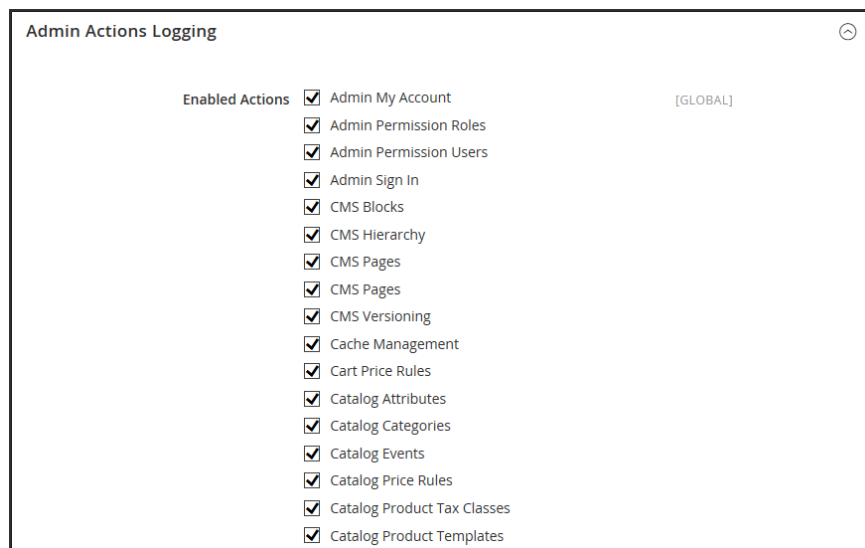 Admin Actions Logging
Enabled Actions Admin My Account [GLOBAL]
Admin Permission Roles
Admin Permission Users
Admin Sign In
CMS Blocks
CMS Hierarchy
CMS Pages
CMS Pages
CMS Versioning
Cache Management
Cart Price Rules
Catalog Attributes
Catalog Categories
Catalog Events
Catalog Price Rules
Catalog Product Tax Classes
Catalog Product Templates